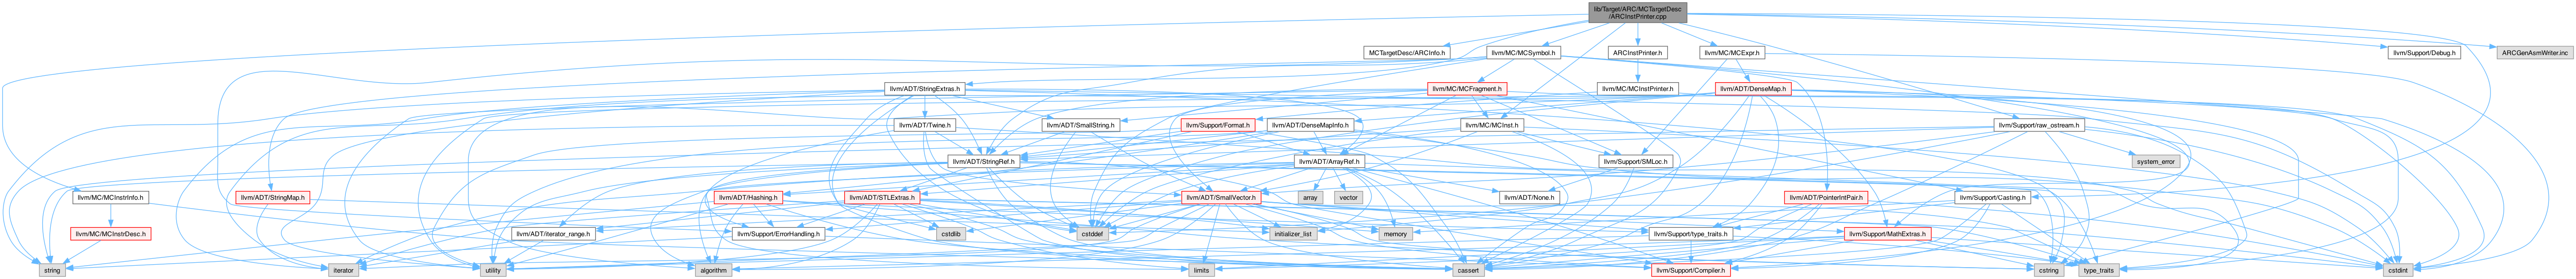 lib/Target/ARC/MCTargetDesc
/ARCInstPrinter.cpp
MCTargetDesc/ARCInfo.h
llvm/MC/MCSymbol.h
ARCInstPrinter.h
llvm/MC/MCExpr.h
llvm/Support/Debug.h
ARCGenAsmWriter.inc
llvm/ADT/StringExtras.h
llvm/MC/MCFragment.h
llvm/MC/MCInstPrinter.h
llvm/ADT/DenseMap.h
llvm/ADT/Twine.h
llvm/ADT/SmallString.h
llvm/Support/Format.h
llvm/ADT/DenseMapInfo.h
llvm/MC/MCInst.h
llvm/Support/raw_ostream.h
llvm/ADT/StringRef.h
llvm/ADT/ArrayRef.h
llvm/Support/SMLoc.h
system_error
llvm/MC/MCInstrInfo.h
llvm/ADT/StringMap.h
llvm/ADT/Hashing.h
llvm/ADT/STLExtras.h
llvm/ADT/SmallVector.h
array
vector
llvm/ADT/None.h
llvm/ADT/PointerIntPair.h
llvm/Support/Casting.h
llvm/MC/MCInstrDesc.h
llvm/ADT/iterator_range.h
llvm/Support/ErrorHandling.h
cstdlib
cstddef
initializer_list
memory
llvm/Support/type_traits.h
llvm/Support/MathExtras.h
string
iterator
utility
algorithm
limits
cassert
llvm/Support/Compiler.h
cstring
type_traits
cstdint